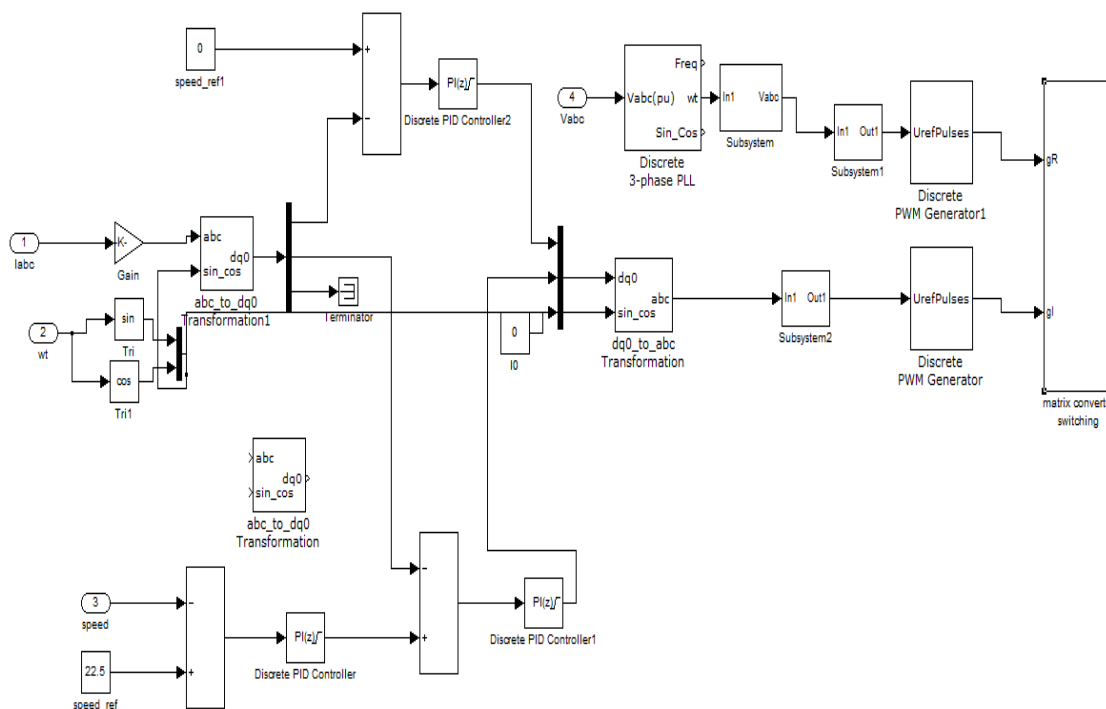 0
speed_ref1
+
−
PI(z)
Discrete PID Controller2
4
Vabc
Freq
Vabc(pu) wt
Sin_Cos
Discrete
3-phase PLL
In1 Vabc
Subsystem
In1 Out1
Subsystem1
UrefPulses
Discrete
PWM Generator1
gR
1
Iabc
K-
Gain
abc
dq0
sin_cos
abc_to_dq0
Transformation1
Terminator
2
wt
sin
Tri
cos
Tri1
0
I0
dq0
abc
sin_cos
dq0_to_abc
Transformation
In1 Out1
Subsystem2
UrefPulses
Discrete
PWM Generator
gI
matrix convert
switching
abc
dq0
sin_cos
abc_to_dq0
Transformation
3
speed
22.5
speed_ref
−
+
PI(z)
Discrete PID Controller
−
+
PI(z)
Discrete PID Controller1